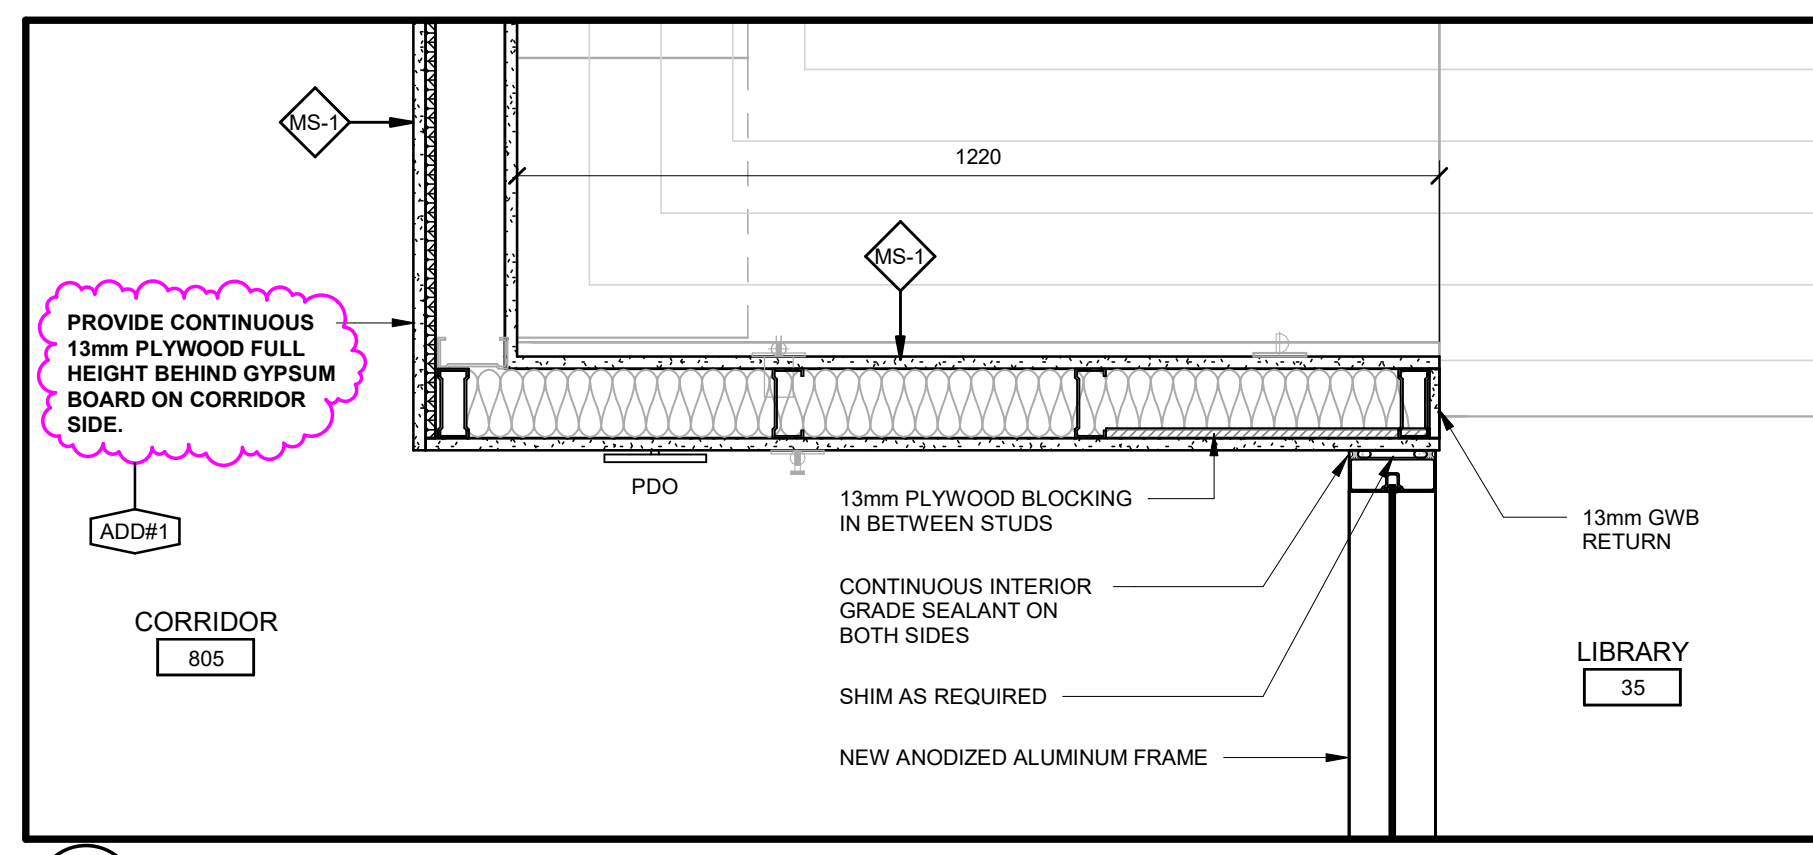 MS-1
1220
MS-1
PROVIDE CONTINUOUS
13mm PLYWOOD FULL
HEIGHT BEHIND GYPSUM
BOARD ON CORRIDOR
SIDE.
ADD#1
CORRIDOR
805
PDO
13mm PLYWOOD BLOCKING
IN BETWEEN STUDS
CONTINUOUS INTERIOR
GRADE SEALANT ON
BOTH SIDES
SHIM AS REQUIRED
NEW ANODIZED ALUMINUM FRAME
13mm GWB
RETURN
LIBRARY
35